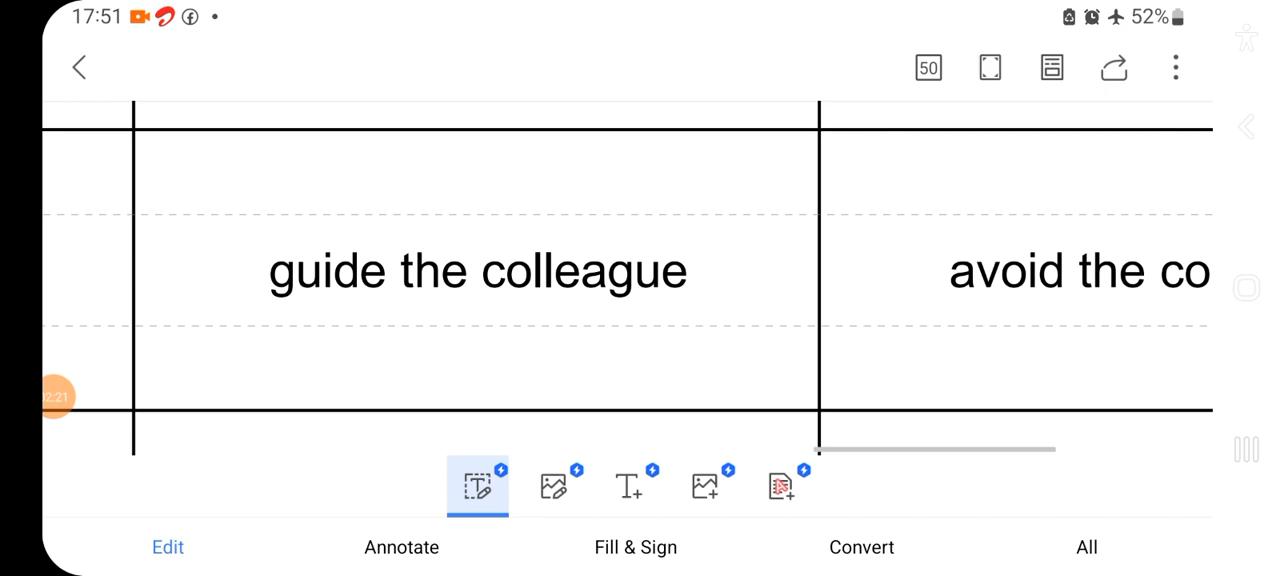 17:51 52%
50
guide the colleague avoid the co
02:21
Edit Annotate Fill & Sign Convert All